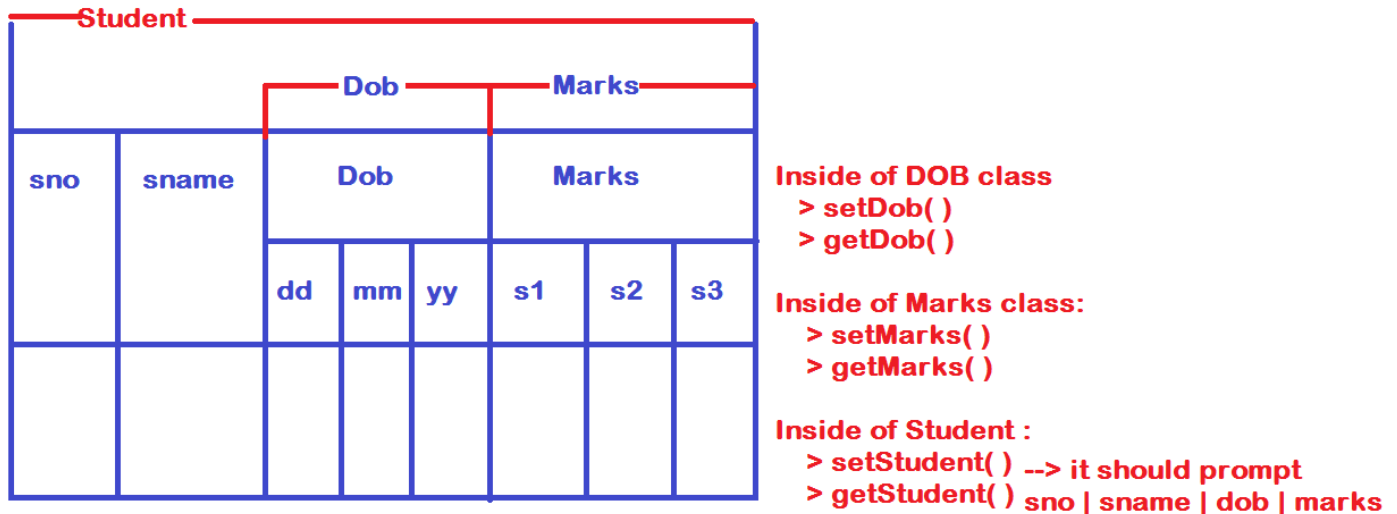 Student
Dob Marks
sno sname Dob Marks
dd mm yy s1 s2 s3
Inside of DOB class
> setDob( )
> getDob( )
Inside of Marks class:
> setMarks( )
> getMarks( )
Inside of Student :
> setStudent( ) --> it should prompt
> getStudent( ) sno | sname | dob | marks